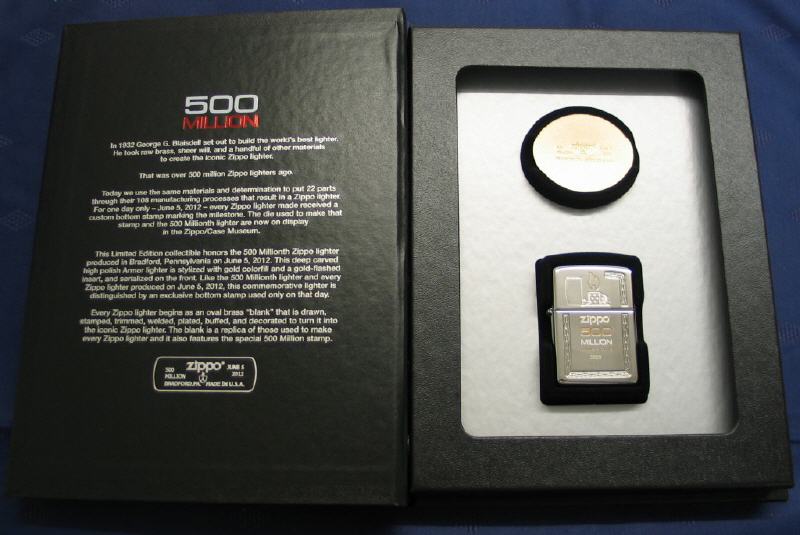 500
MILLION
In 1932 George G. Blaisdell set out to build the world's best lighter.
He took raw brass, sheer will, and a handful of other materials
to create the iconic Zippo lighter.
That was over 500 million Zippo lighters ago.
Today we use the same materials and determination to put 22 parts
through their 108 manufacturing processes that result in a Zippo lighter.
For one day only – June 5, 2012 – every Zippo lighter made received a
custom bottom stamp marking the milestone. The die used to make that
stamp and the 500 Millionth lighter are now on display
in the Zippo/Case Museum.
This Limited Edition collectible honors the 500 Millionth Zippo lighter
produced in Bradford, Pennsylvania on June 5, 2012. This deep carved
high polish Armor lighter is stylized with gold colorfill and a gold-flashed
insert, and serialized on the front. Like the 500 Millionth lighter and every
Zippo lighter produced on June 5, 2012, this commemorative lighter is
distinguished by an exclusive bottom stamp used only on that day.
Every Zippo lighter begins as an oval brass "blank" that is drawn,
stamped, trimmed, welded, plated, buffed, and decorated to turn it into
the iconic Zippo lighter. The blank is a replica of those used to make
every Zippo lighter and it also features the special 500 Million stamp.
500 zippo® JUNE 5
MILLION 2012
BRADFORD, PA. MADE IN U.S.A.
zippo
500
MILLION